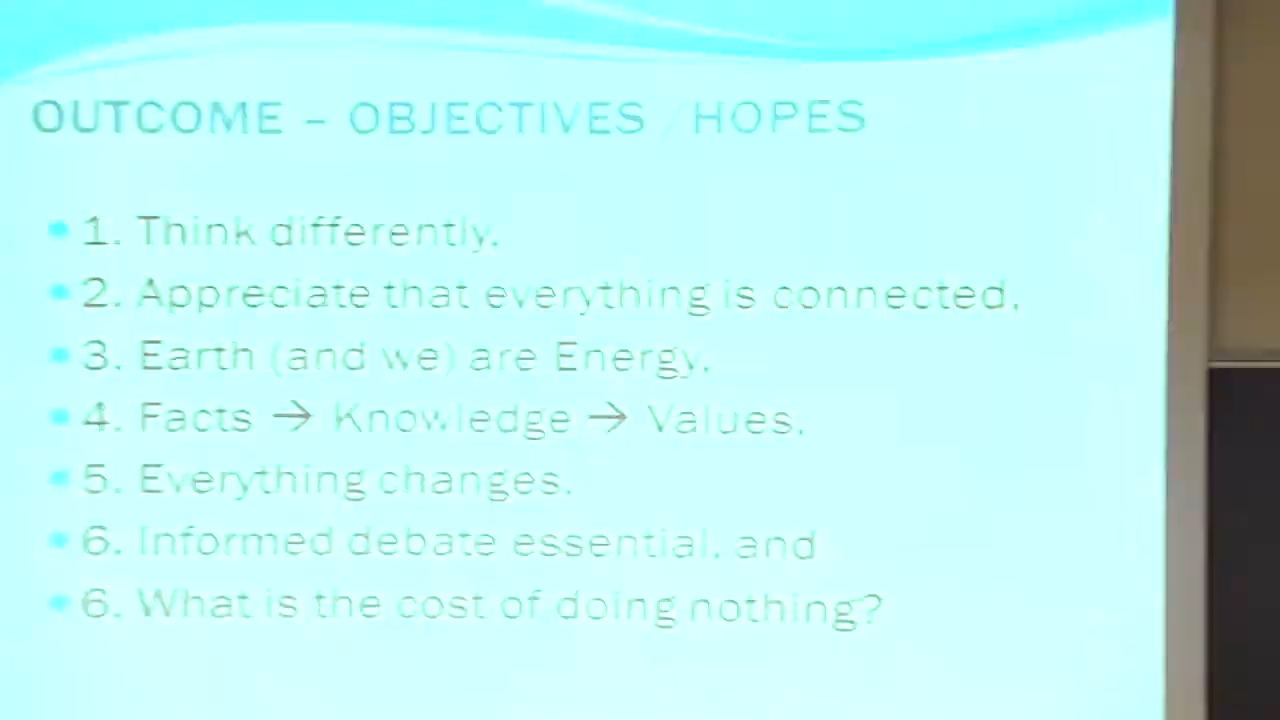 OUTCOME – OBJECTIVES /HOPES
1. Think differently.
2. Appreciate that everything is connected.
3. Earth (and we) are Energy.
4. Facts → Knowledge → Values.
5. Everything changes.
6. Informed debate essential, and
6. What is the cost of doing nothing?